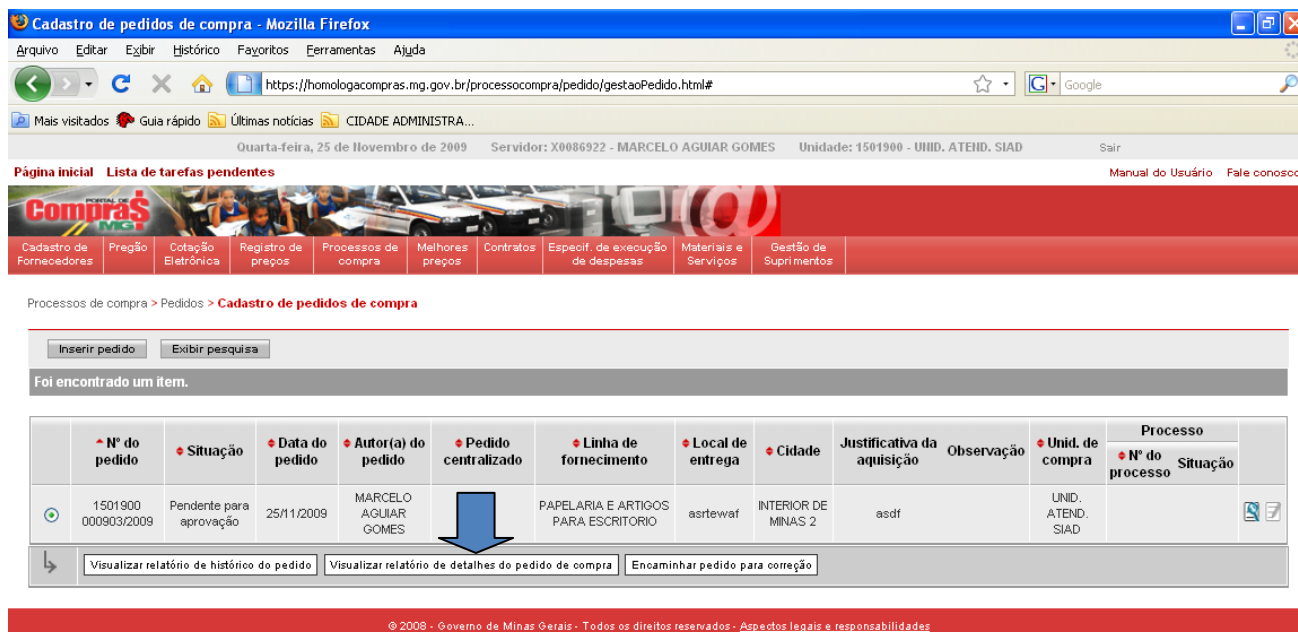 Cadastro de pedidos de compra - Mozilla Firefox
Arquivo Editar Exibir Histórico Favoritos Ferramentas Ajuda
https://homologacompras.mg.gov.br/processocompra/pedido/gestaoPedido.html#
G Google
Mais visitados Guia rápido Últimas notícias CIDADE ADMINISTRA...
Quarta-feira, 25 de Novembro de 2009 Servidor: X0086922 - MARCELO AGUIAR GOMES Unidade: 1501900 - UNID. ATEND. SIAD Sair
Página inicial Lista de tarefas pendentes Manual do Usuário Fale conosco
PORTAL DE
Compras
MG
@
Cadastro de Fornecedores Pregão Cotação Eletrônica Registro de preços Processos de compra Melhores preços Contratos Especif. de execução de despesas Materiais e Serviços Gestão de Suprimentos
Processos de compra > Pedidos > Cadastro de pedidos de compra
Inserir pedido Exibir pesquisa
Foi encontrado um item.
Nº do pedido Situação Data do pedido Autor(a) do pedido Pedido centralizado Linha de fornecimento Local de entrega Cidade Justificativa da aquisição Observação Unid. de compra Processo Nº do processo Situação
1501900 000903/2009 Pendente para aprovação 25/11/2009 MARCELO AGUIAR GOMES PAPELARIA E ARTIGOS PARA ESCRITORIO asrtewaf INTERIOR DE MINAS 2 asdf UNID. ATEND. SIAD
Visualizar relatório de histórico do pedido Visualizar relatório de detalhes do pedido de compra Encaminhar pedido para correção
@ 2008 - Governo de Minas Gerais - Todos os direitos reservados - Aspectos legais e responsabilidades